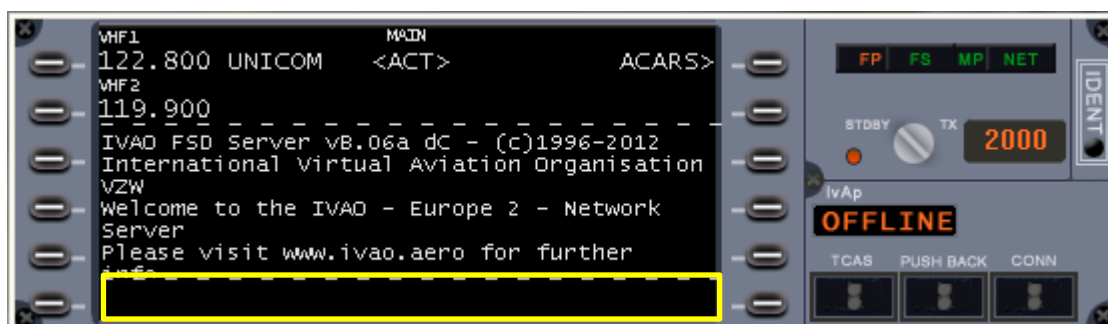 VHF1 MAIN
122.800 UNICOM <ACT> ACARS>
VHF2
119.900
IVAO FSD Server vB.06a dC - (c)1996-2012
International Virtual Aviation Organisation
VZW
Welcome to the IVAO - Europe 2 - Network
Server
Please visit www.ivao.aero for further
info
FP FS MP NET
IDENT
STDBY TX 2000
IvAp
OFFLINE
TCAS PUSH BACK CONN